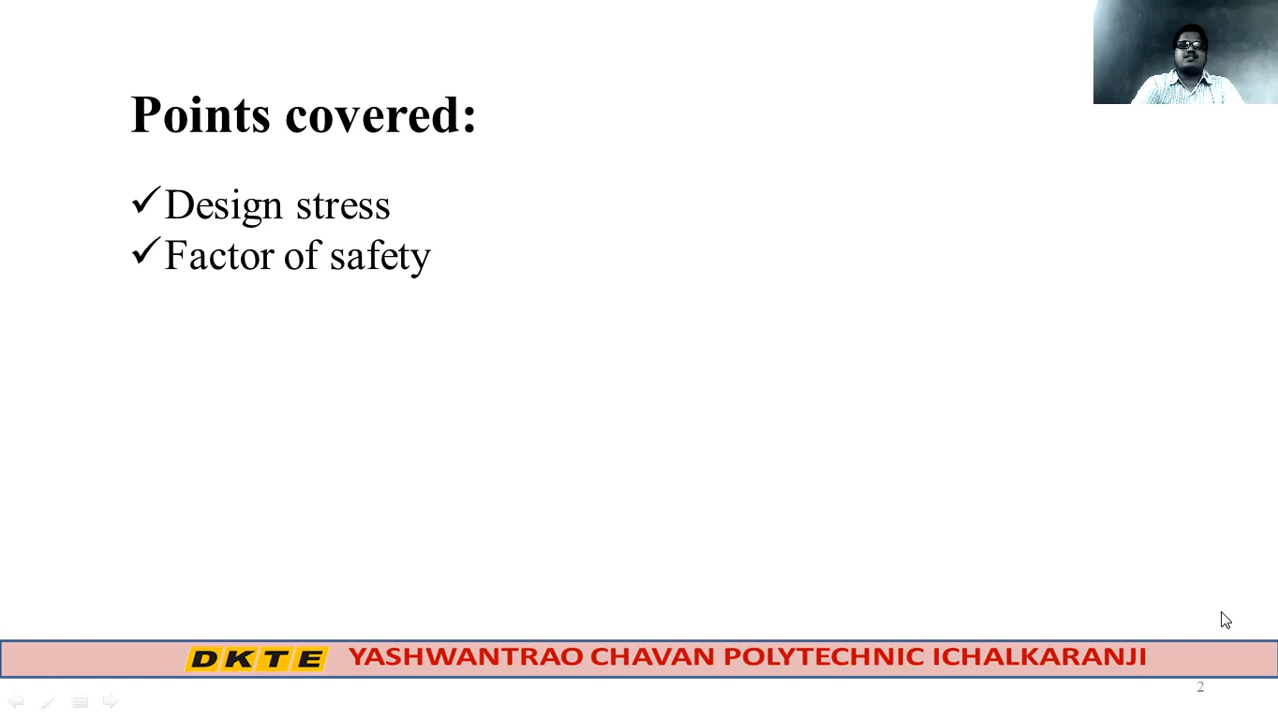 Points covered:
✓Design stress
✓Factor of safety
DKTE YASHWANTRAO CHAVAN POLYTECHNIC ICHALKARANJI
2